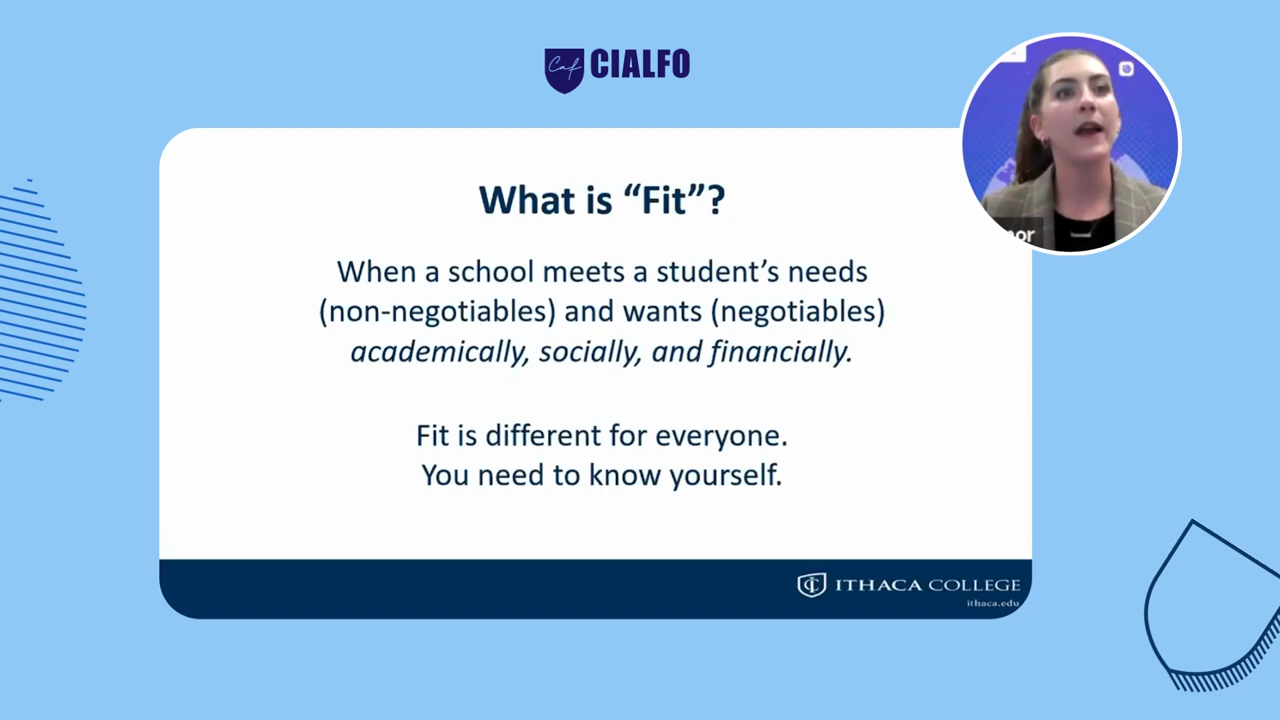 CIALFO
What is “Fit”?
When a school meets a student’s needs
(non-negotiables) and wants (negotiables)
academically, socially, and financially.
Fit is different for everyone.
You need to know yourself.
ITHACA COLLEGE
ithaca.edu